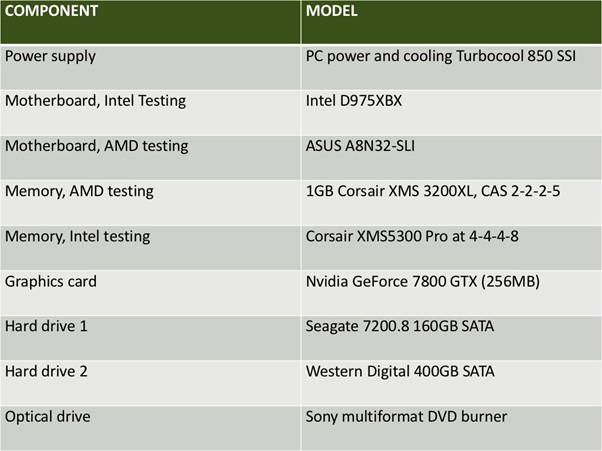 COMPONENT MODEL
Power supply PC power and cooling Turbocool 850 SSI
Motherboard, Intel Testing Intel D975XBX
Motherboard, AMD testing ASUS A8N32-SLI
Memory, AMD testing 1GB Corsair XMS 3200XL, CAS 2-2-2-5
Memory, Intel testing Corsair XMS5300 Pro at 4-4-4-8
Graphics card Nvidia GeForce 7800 GTX (256MB)
Hard drive 1 Seagate 7200.8 160GB SATA
Hard drive 2 Western Digital 400GB SATA
Optical drive Sony multiformat DVD burner